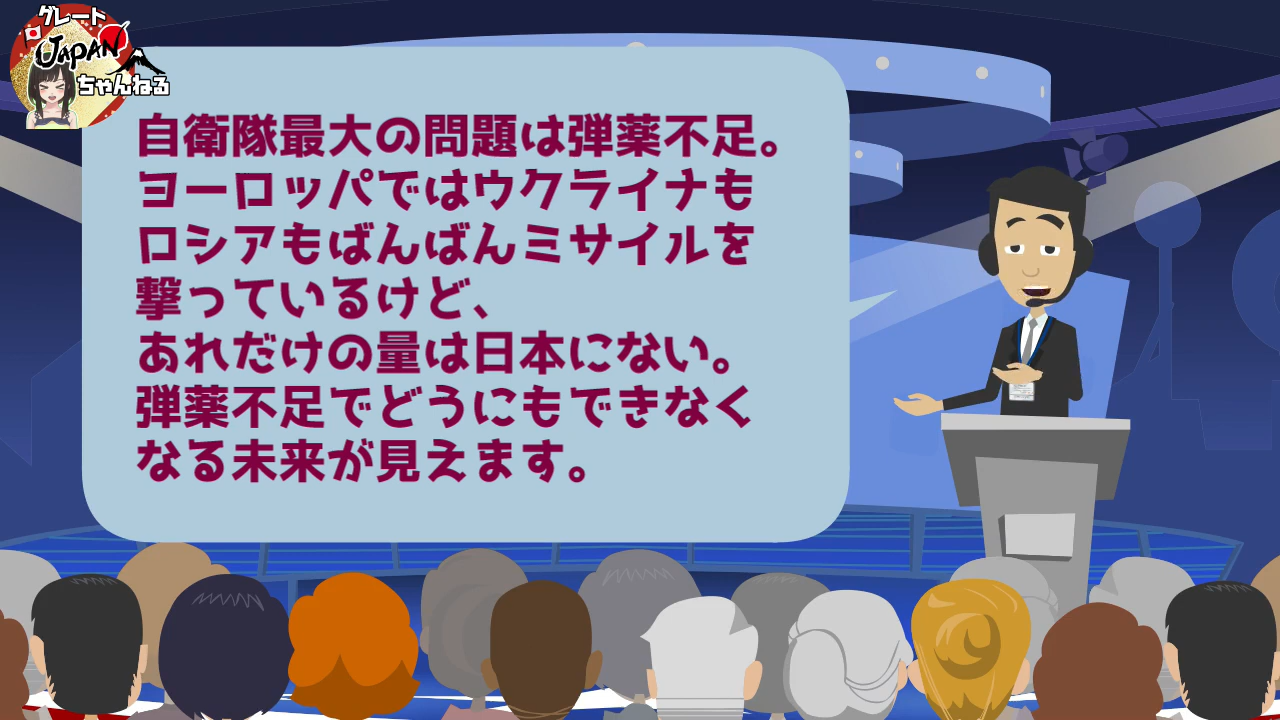 グレート
JAPAN
ちゃんねる
自衛隊最大の問題は弾薬不足。
ヨーロッパではウクライナも
ロシアもばんばんミサイルを
撃っているけど、
あれだけの量は日本にない。
弾薬不足でどうにもできなく
なる未来が見えます。